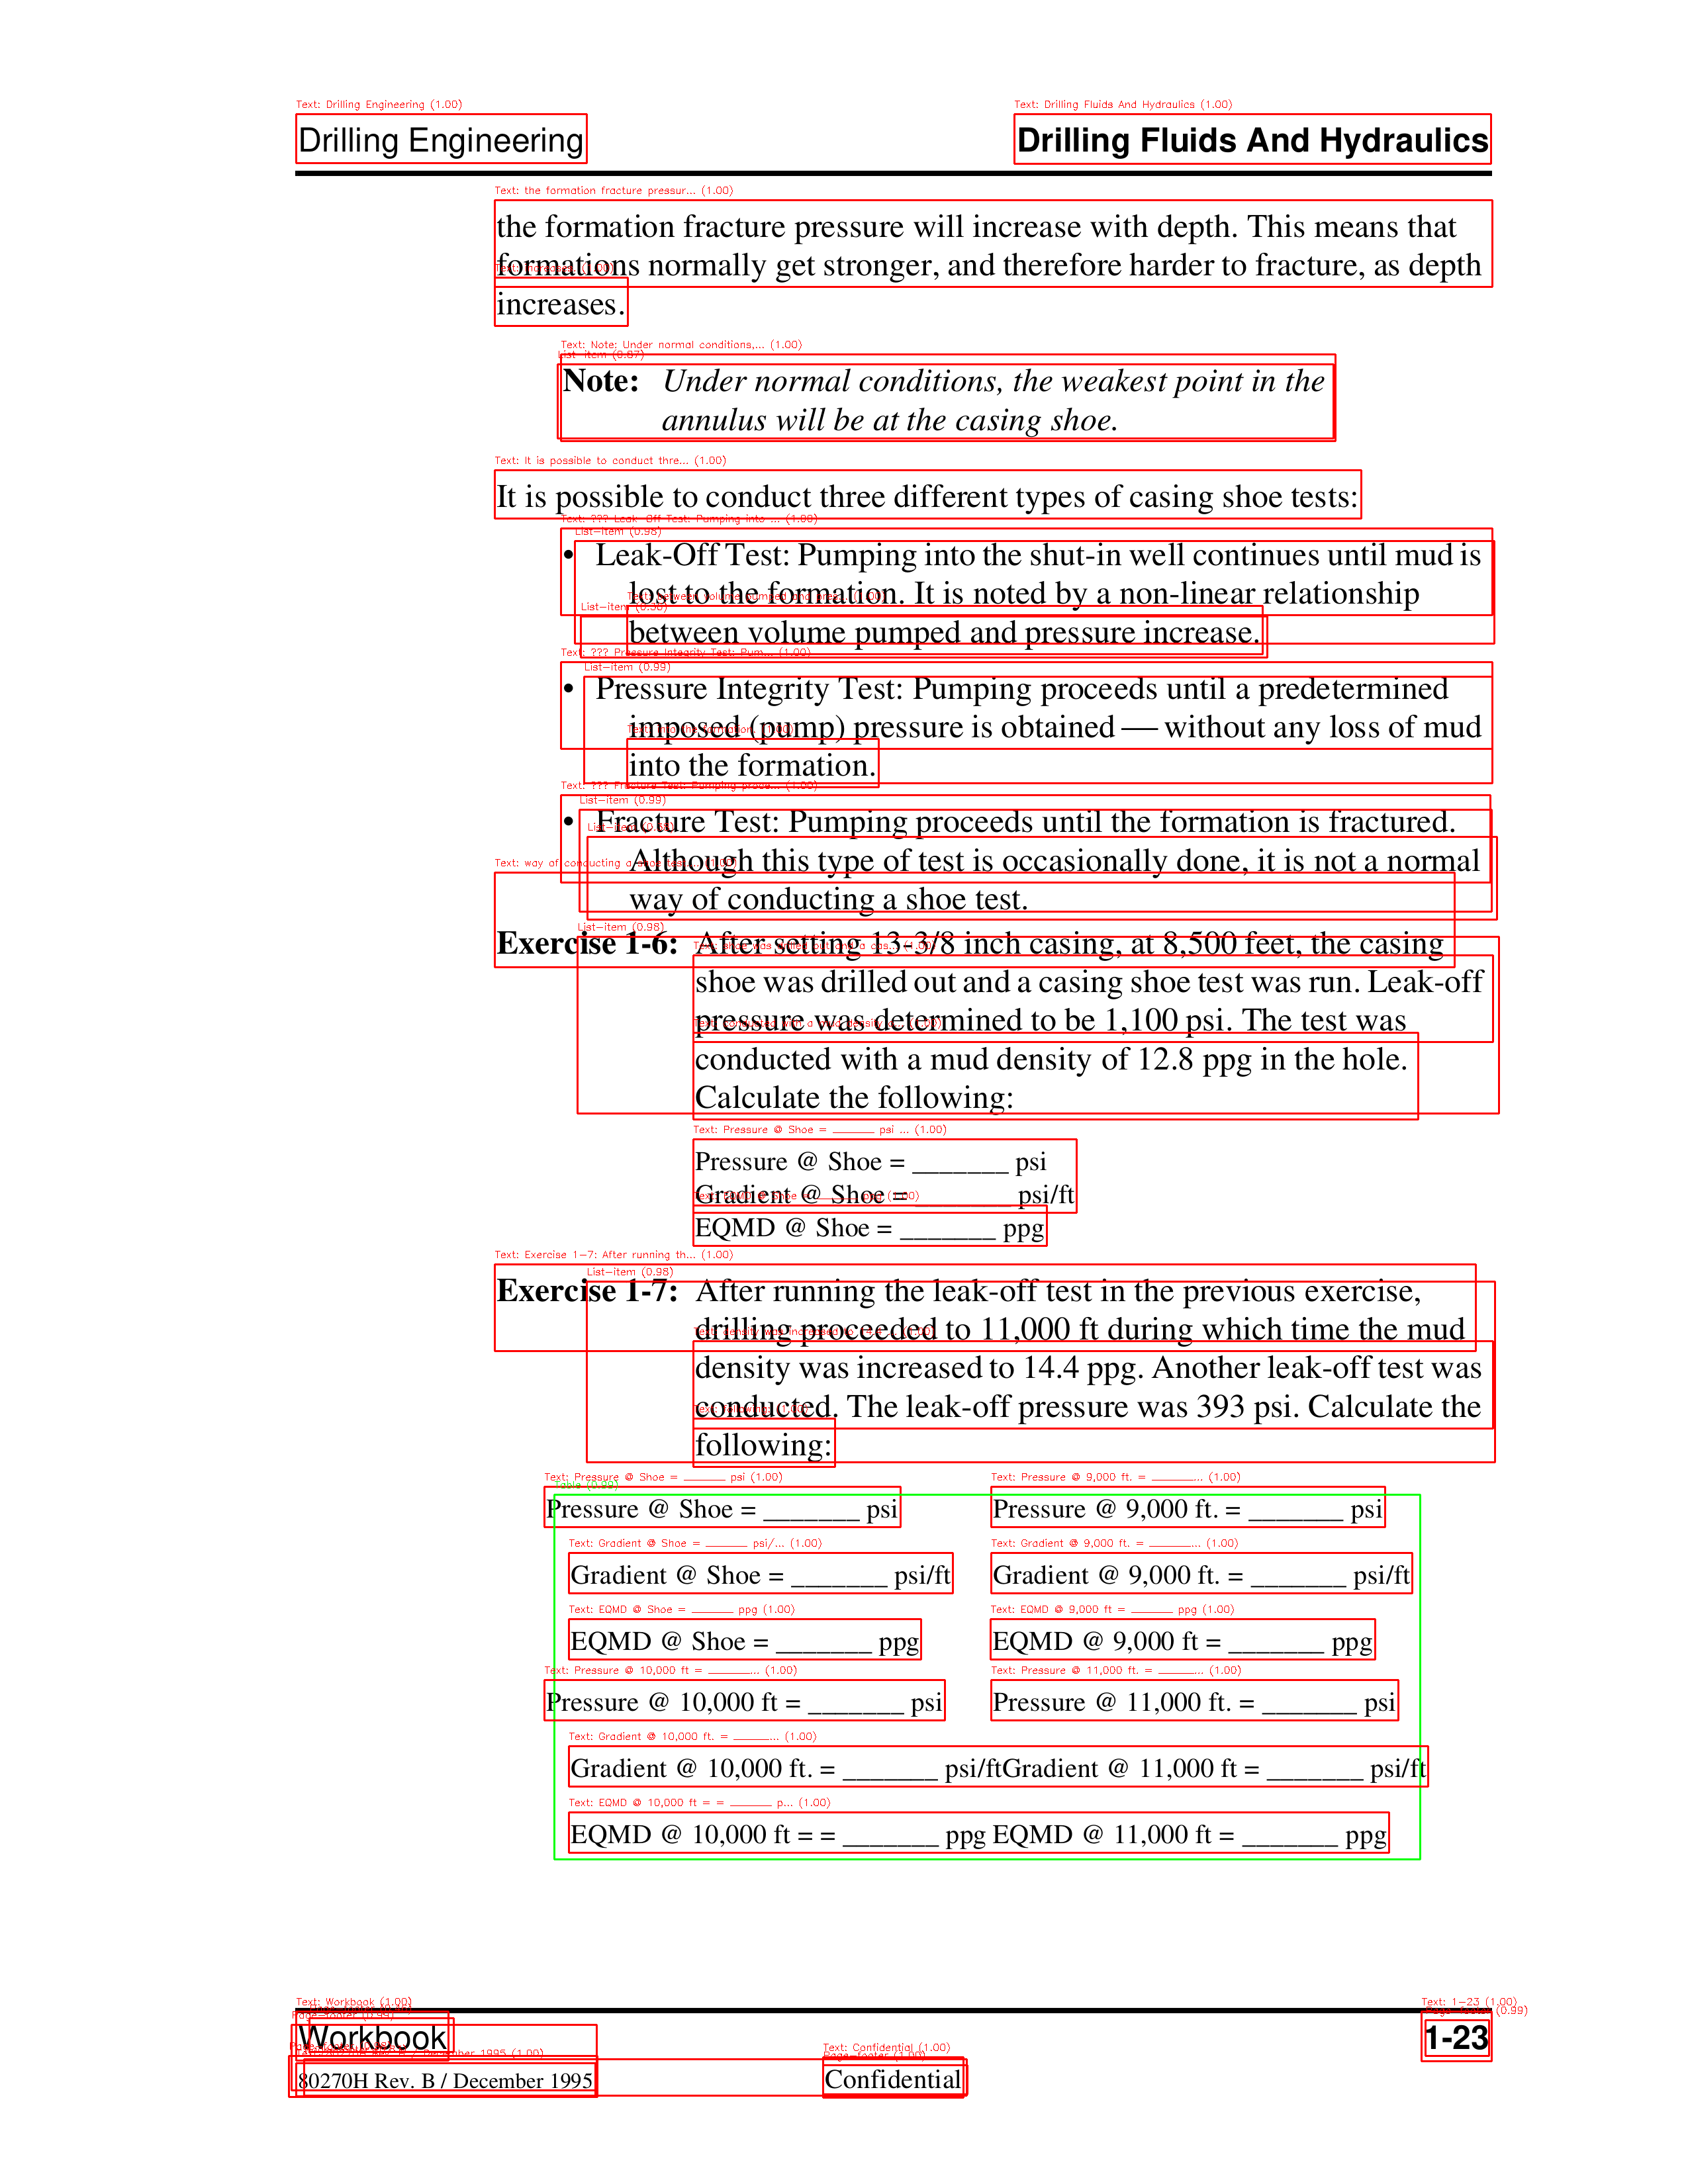 Drilling Engineering
Drilling Fluids And Hydraulics
the formation fracture pressure will increase with depth. This means that
formations normally get stronger, and therefore harder to fracture, as depth
increases.
Note: Under normal conditions, the weakest point in the
annulus will be at the casing shoe.
It is possible to conduct three different types of casing shoe tests:
• Leak-Off Test: Pumping into the shut-in well continues until mud is
lost to the formation. It is noted by a non-linear relationship
between volume pumped and pressure increase.
• Pressure Integrity Test: Pumping proceeds until a predetermined
imposed (pump) pressure is obtained — without any loss of mud
into the formation.
• Fracture Test: Pumping proceeds until the formation is fractured.
Although this type of test is occasionally done, it is not a normal
way of conducting a shoe test.
Exercise 1-6: After setting 13-3/8 inch casing, at 8,500 feet, the casing
shoe was drilled out and a casing shoe test was run. Leak-off
pressure was determined to be 1,100 psi. The test was
conducted with a mud density of 12.8 ppg in the hole.
Calculate the following:
Pressure @ Shoe = _______ psi
Gradient @ Shoe = _______ psi/ft
EQMD @ Shoe = _______ ppg
Exercise 1-7: After running the leak-off test in the previous exercise,
drilling proceeded to 11,000 ft during which time the mud
density was increased to 14.4 ppg. Another leak-off test was
conducted. The leak-off pressure was 393 psi. Calculate the
following:
Pressure @ Shoe = _______ psi Pressure @ 9,000 ft. = _______ psi
Gradient @ Shoe = _______ psi/ft Gradient @ 9,000 ft. = _______ psi/ft
EQMD @ Shoe = _______ ppg EQMD @ 9,000 ft = _______ ppg
Pressure @ 10,000 ft = _______ psi Pressure @ 11,000 ft. = _______ psi
Gradient @ 10,000 ft. = _______ psi/ftGradient @ 11,000 ft = _______ psi/ft
EQMD @ 10,000 ft = = _______ ppg EQMD @ 11,000 ft = _______ ppg
Workbook
1-23
80270H Rev. B / December 1995
Confidential